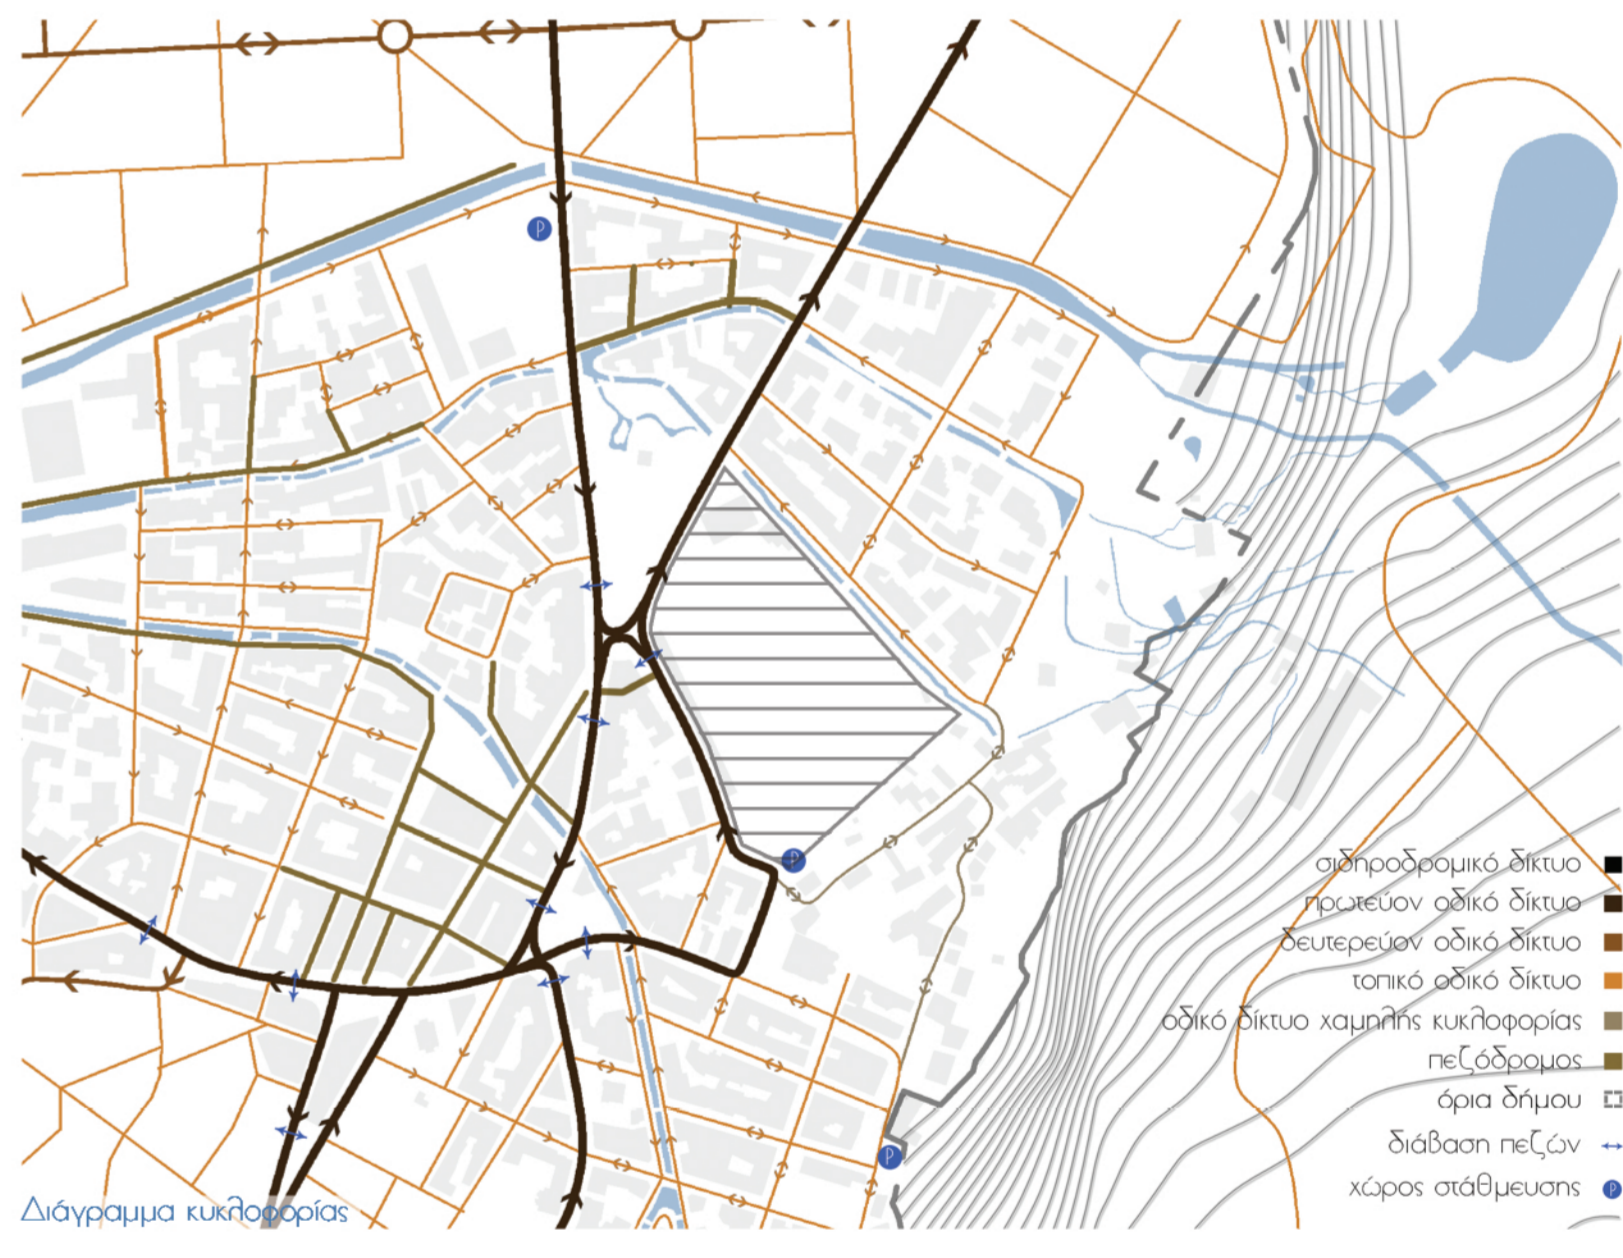 P
P
σιδηροδρομικό δίκτυο
πρωτεύον οδικό δίκτυο
δευτερεύον οδικό δίκτυο
τοπικό οδικό δίκτυο
οδικό δίκτυο χαμηλής κυκλοφορίας
πεζόδρομος
όρια δήμου
διάβαση πεζών
P
χώρος στάθμευσης P
Διάγραμμα κυκλοφορίας